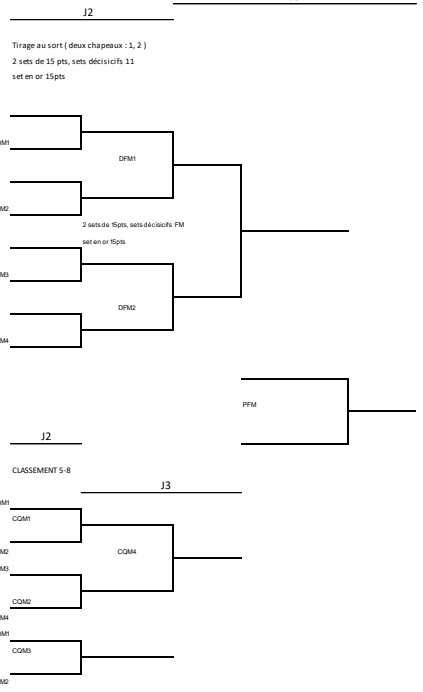 J2
Tirage au sort ( deux chapeaux : 1, 2 )
2 sets de 15 pts, sets décisicifs 11
set en or 15pts
DFM1
2 sets de 15pts, sets décisicifs FM
set en or 15pts
DFM2
PFM
J2
CLASSEMENT 5-8
J3
CQM1
CQM4
CQM2
CQM3